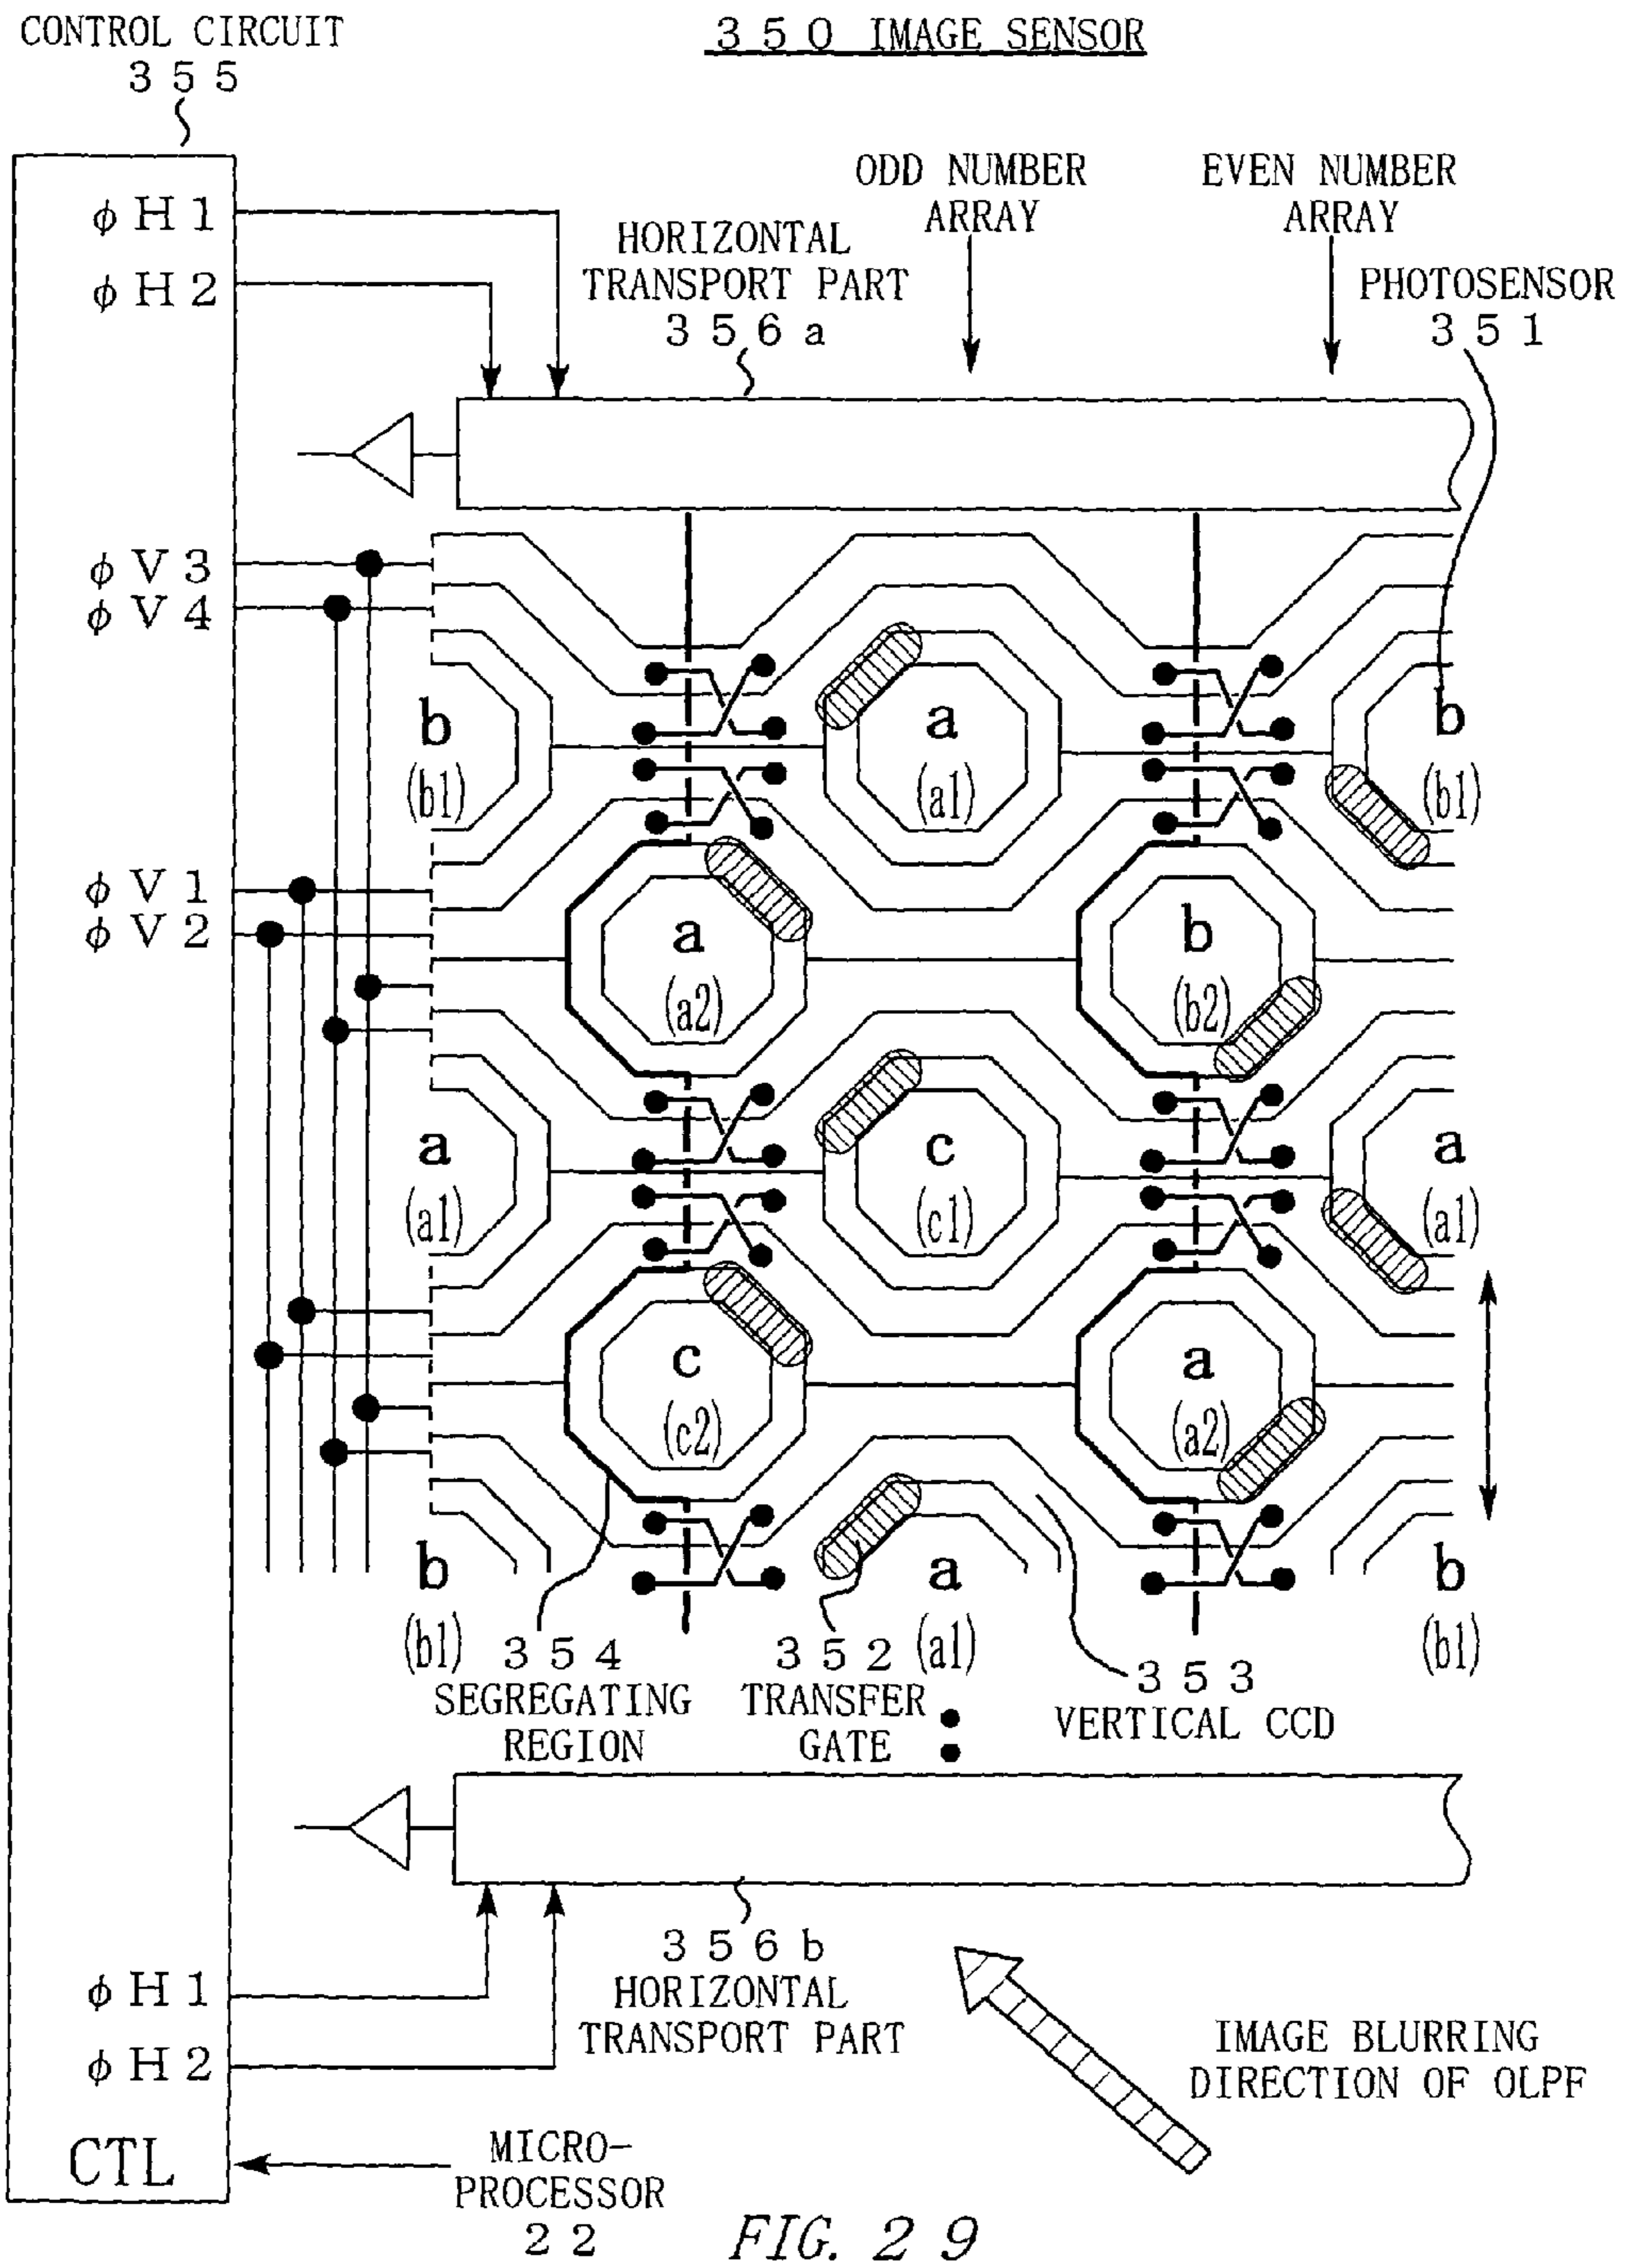 CONTROL CIRCUIT
355
350 IMAGE SENSOR
φH1
φH2
HORIZONTAL
TRANSPORT PART
356a
ODD NUMBER
ARRAY
EVEN NUMBER
ARRAY
PHOTOSENSOR
351
φV3
φV4
b
(b1)
a
(a1)
b
(b1)
φV1
φV2
a
(a2)
b
(b2)
a
(a1)
c
(c1)
a
(a1)
c
(c2)
a
(a2)
b
(b1)
a
(a1)
b
(b1)
354
SEGREGATING
REGION
352
TRANSFER
GATE
353
VERTICAL CCD
φH1
φH2
356b
HORIZONTAL
TRANSPORT PART
IMAGE BLURRING
DIRECTION OF OLPF
CTL
MICRO-
PROCESSOR
22
FIG. 29